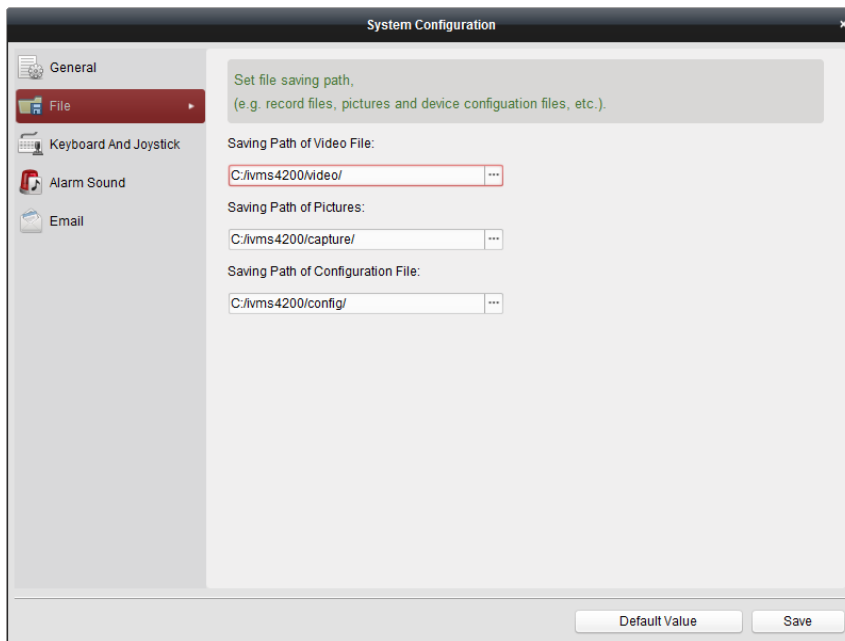 System Configuration
General
File
Keyboard And Joystick
Alarm Sound
Email
Set file saving path,
(e.g. record files, pictures and device configuation files, etc.).
Saving Path of Video File:
C:/ivms4200/video/
Saving Path of Pictures:
C:/ivms4200/capture/
Saving Path of Configuration File:
C:/ivms4200/config/
Default Value
Save